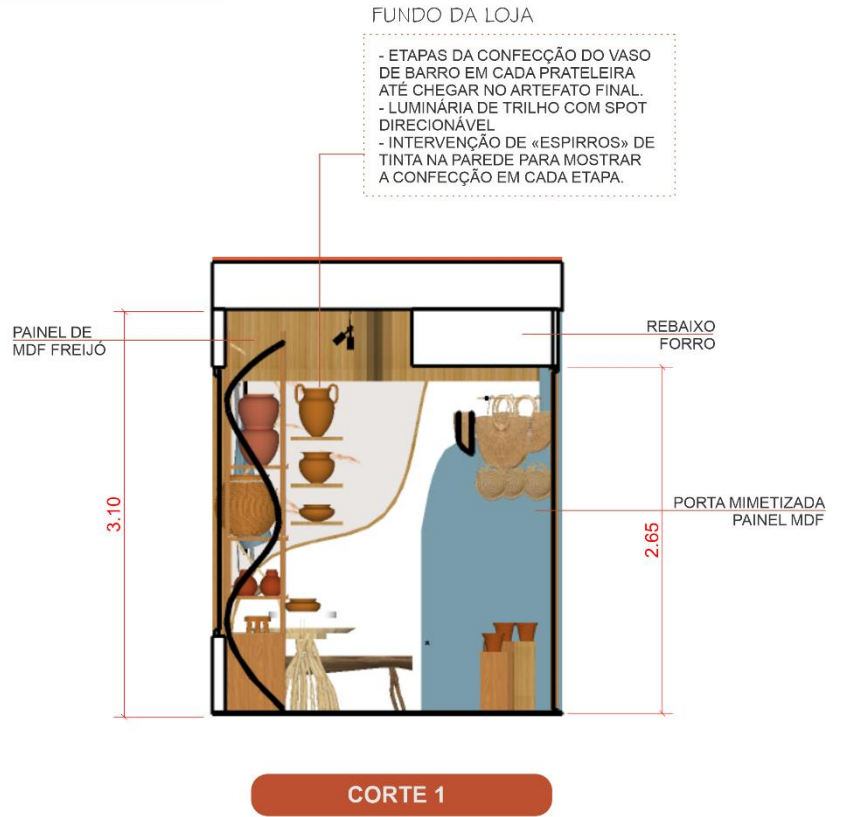 FUNDO DA LOJA
- ETAPAS DA CONFECÇÃO DO VASO
DE BARRO EM CADA PRATELEIRA
ATÉ CHEGAR NO ARTEFATO FINAL.
- LUMINÁRIA DE TRILHO COM SPOT
DIRECIONÁVEL
- INTERVENÇÃO DE «ESPIRROS» DE
TINTA NA PAREDE PARA MOSTRAR
A CONFECÇÃO EM CADA ETAPA.
PAINEL DE
MDF FREIJÓ
REBAIXO
FORRO
3.10
PORTA MIMETIZADA
PAINEL MDF
2.65
CORTE 1